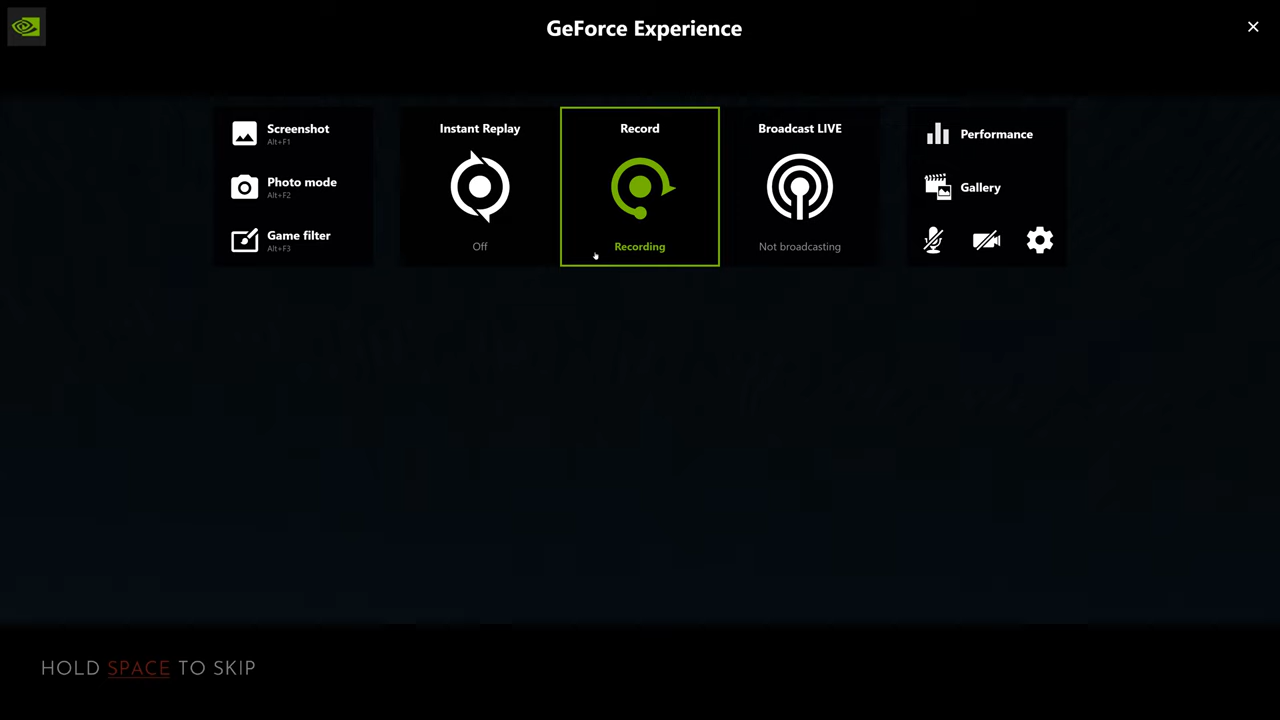 GeForce Experience
Screenshot
Alt+F1
Photo mode
Alt+F2
Game filter
Alt+F3
Instant Replay
Off
Record
Recording
Broadcast LIVE
Not broadcasting
Performance
Gallery
HOLD SPACE TO SKIP